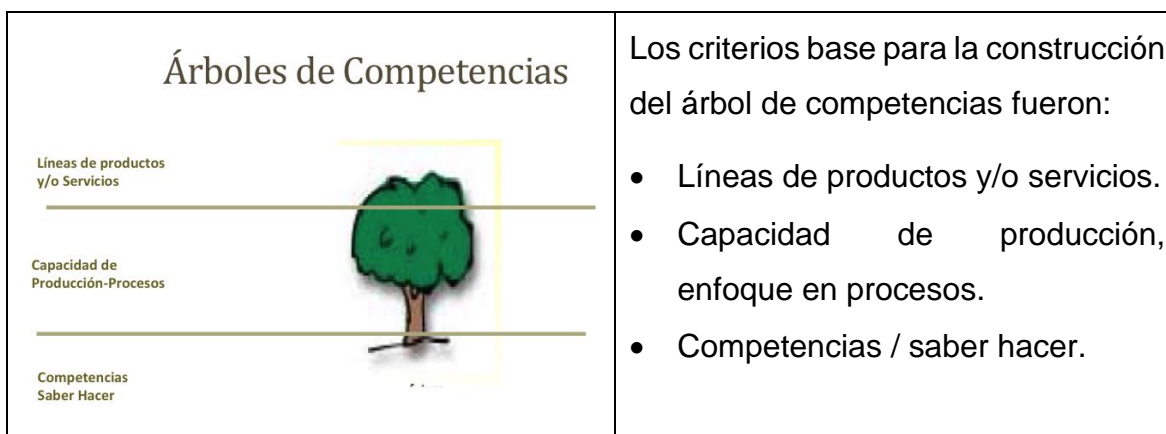 Árboles de Competencias
Líneas de productos
y/o Servicios
Capacidad de
Producción-Procesos
Competencias
Saber Hacer
Los criterios base para la construcción
del árbol de competencias fueron:
• Líneas de productos y/o servicios.
• Capacidad de producción,
enfoque en procesos.
• Competencias / saber hacer.